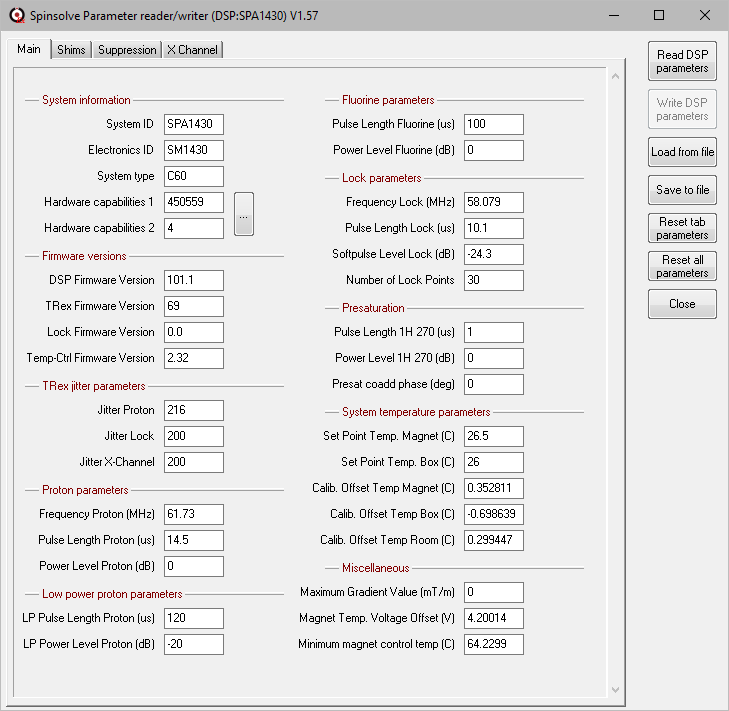 Spinsolve Parameter reader/writer (DSP:SPA1430) V1.57
Main Shims Suppression X Channel
System information
System ID SPA1430
Electronics ID SM1430
System type C60
Hardware capabilities 1 450559
...
Hardware capabilities 2 4
Firmware versions
DSP Firmware Version 101.1
TRex Firmware Version 69
Lock Firmware Version 0.0
Temp-Ctrl Firmware Version 2.32
TRex jitter parameters
Jitter Proton 216
Jitter Lock 200
Jitter X-Channel 200
Proton parameters
Frequency Proton (MHz) 61.73
Pulse Length Proton (us) 14.5
Power Level Proton (dB) 0
Low power proton parameters
LP Pulse Length Proton (us) 120
LP Power Level Proton (dB) -20
Fluorine parameters
Pulse Length Fluorine (us) 100
Power Level Fluorine (dB) 0
Lock parameters
Frequency Lock (MHz) 58.079
Pulse Length Lock (us) 10.1
Softpulse Level Lock (dB) -24.3
Number of Lock Points 30
Presaturation
Pulse Length 1H 270 (us) 1
Power Level 1H 270 (dB) 0
Presat coadd phase (deg) 0
System temperature parameters
Set Point Temp. Magnet (C) 26.5
Set Point Temp. Box (C) 26
Calib. Offset Temp Magnet (C) 0.352811
Calib. Offset Temp Box (C) -0.698639
Calib. Offset Temp Room (C) 0.299447
Miscellaneous
Maximum Gradient Value (mT/m) 0
Magnet Temp. Voltage Offset (V) 4.20014
Minimum magnet control temp (C) 64.2299
Read DSP
parameters
Write DSP
parameters
Load from file
Save to file
Reset tab
parameters
Reset all
parameters
Close